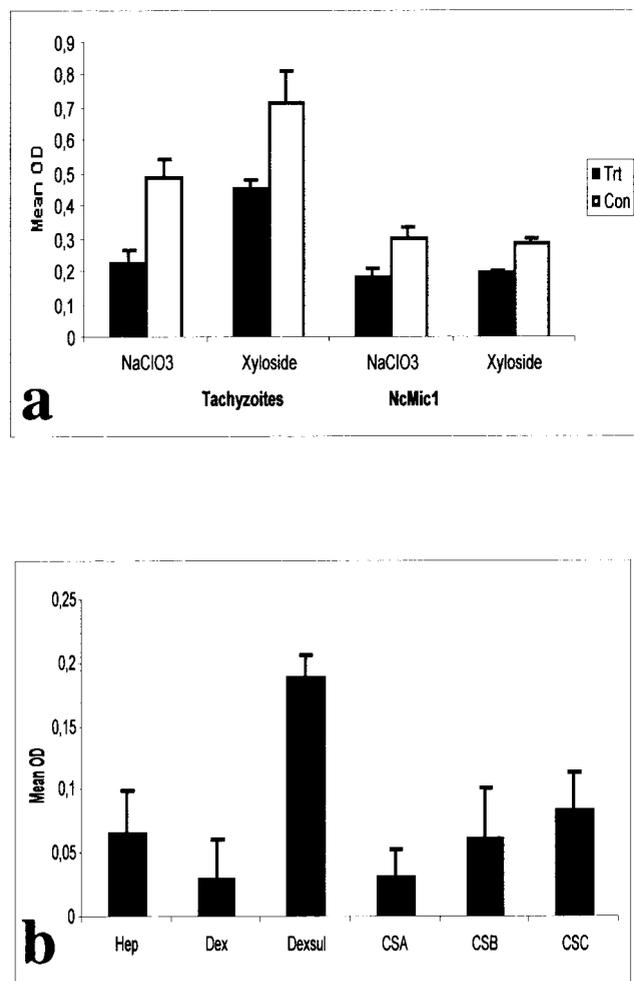 0,9
0,8
0,7
0,6
0,5
0,4
0,3
0,2
0,1
0
Mean OD
Trt
Con
NaClO3 Xyloside NaClO3 Xyloside
Tachyzoites NcMic1
a
0,25
0,2
0,15
0,1
0,05
0
Mean OD
Hep Dex Dexsul CSA CSB CSC
b